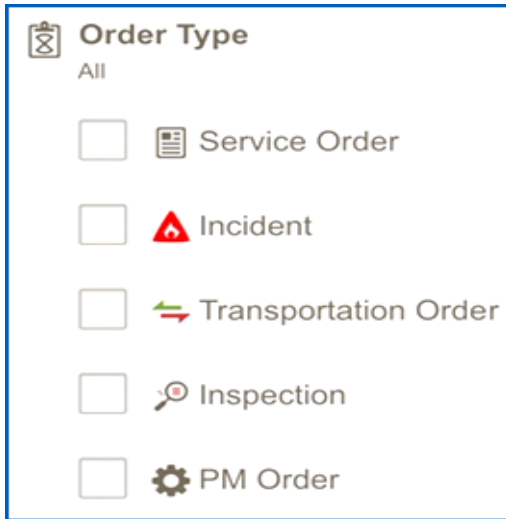 Order Type
All
Service Order
Incident
Transportation Order
Inspection
PM Order